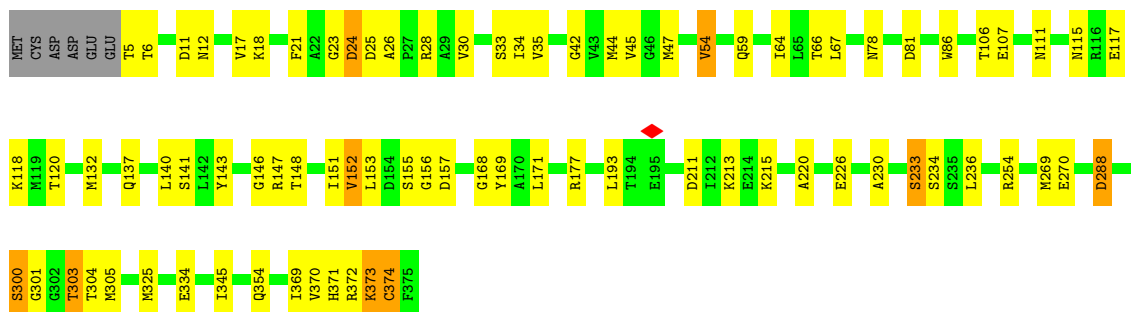 MET CYS ASP ASP GLU GLU T5 T6 D11 N12 V17 K18 F21 A22 G23 D24 D25 A26 P27 R28 A29 V30 S33 I34 V35 G42 V43 M44 V45 G46 M47 V54 Q59 I64 L65 T66 L67 N78 D81 W86 T106 E107 N111 N115 R116 E117
K118 M119 T120 M132 Q137 L140 S141 L142 Y143 G146 R147 T148 I151 V152 L153 D154 S155 G156 D157 G168 Y169 A170 L171 R177 L193 T194 E195 D211 I212 K213 E214 K215 A220 E226 A230 S233 S234 S235 L236 R254 M269 E270 D288
S300 G301 G302 T303 T304 M305 M325 E334 I345 Q354 I369 V370 H371 R372 K373 C374 F375